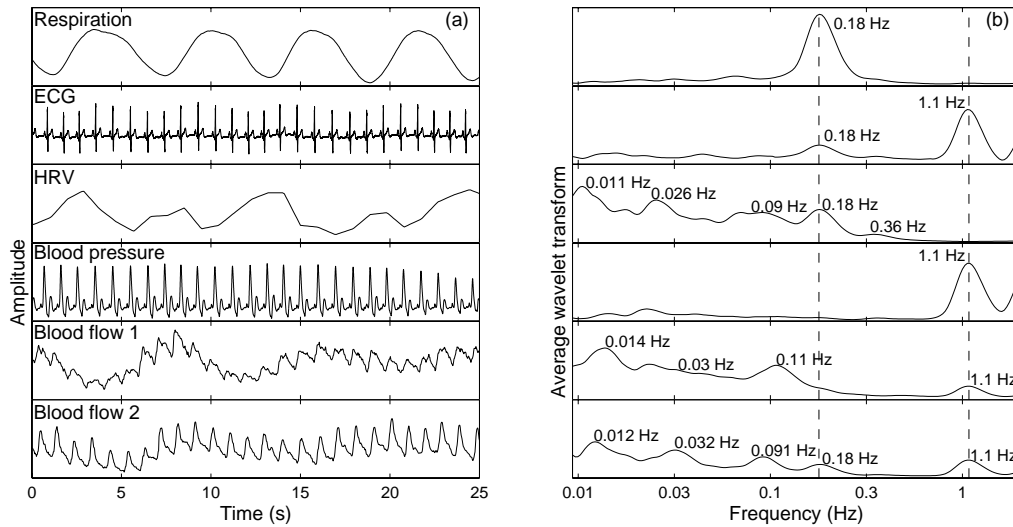 Respiration
(a)
ECG
HRV
Blood pressure
Blood flow 1
Blood flow 2
Amplitude
0 5 10 15 20 25
Time (s)
(b)
0.18 Hz
1.1 Hz
0.18 Hz
0.011 Hz
0.026 Hz
0.09 Hz
0.18 Hz
0.36 Hz
1.1 Hz
0.014 Hz
0.03 Hz
0.11 Hz
1.1 Hz
0.012 Hz
0.032 Hz
0.091 Hz
0.18 Hz
1.1 Hz
Average wavelet transform
0.01 0.03 0.1 0.3 1
Frequency (Hz)